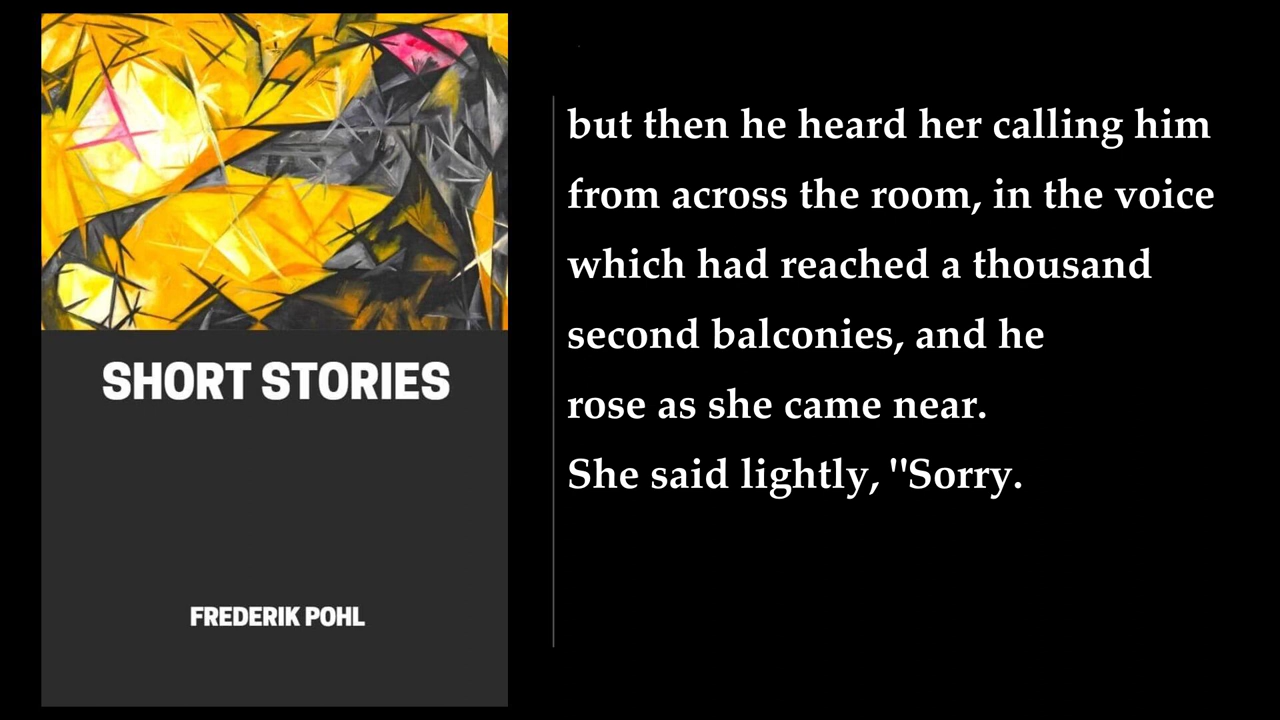 SHORT STORIES
FREDERIK POHL
but then he heard her calling him
from across the room, in the voice
which had reached a thousand
second balconies, and he
rose as she came near.
She said lightly, "Sorry.